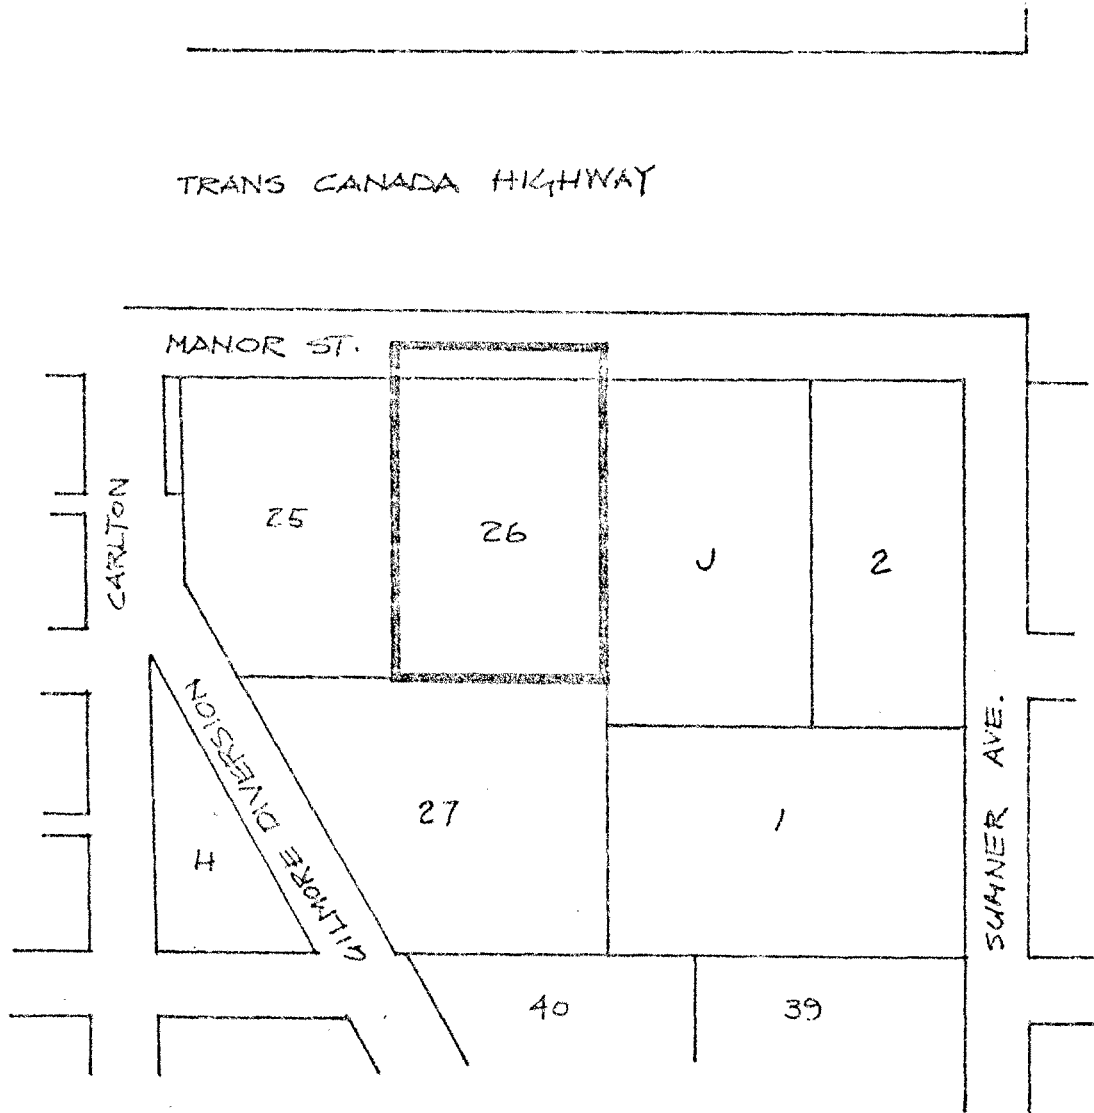 TRANS CANADA HIGHWAY
MANOR ST.
CARLTON
25
26
J
2
GILMORE DIVERSION
H
27
1
SUMNER AVE.
40
39